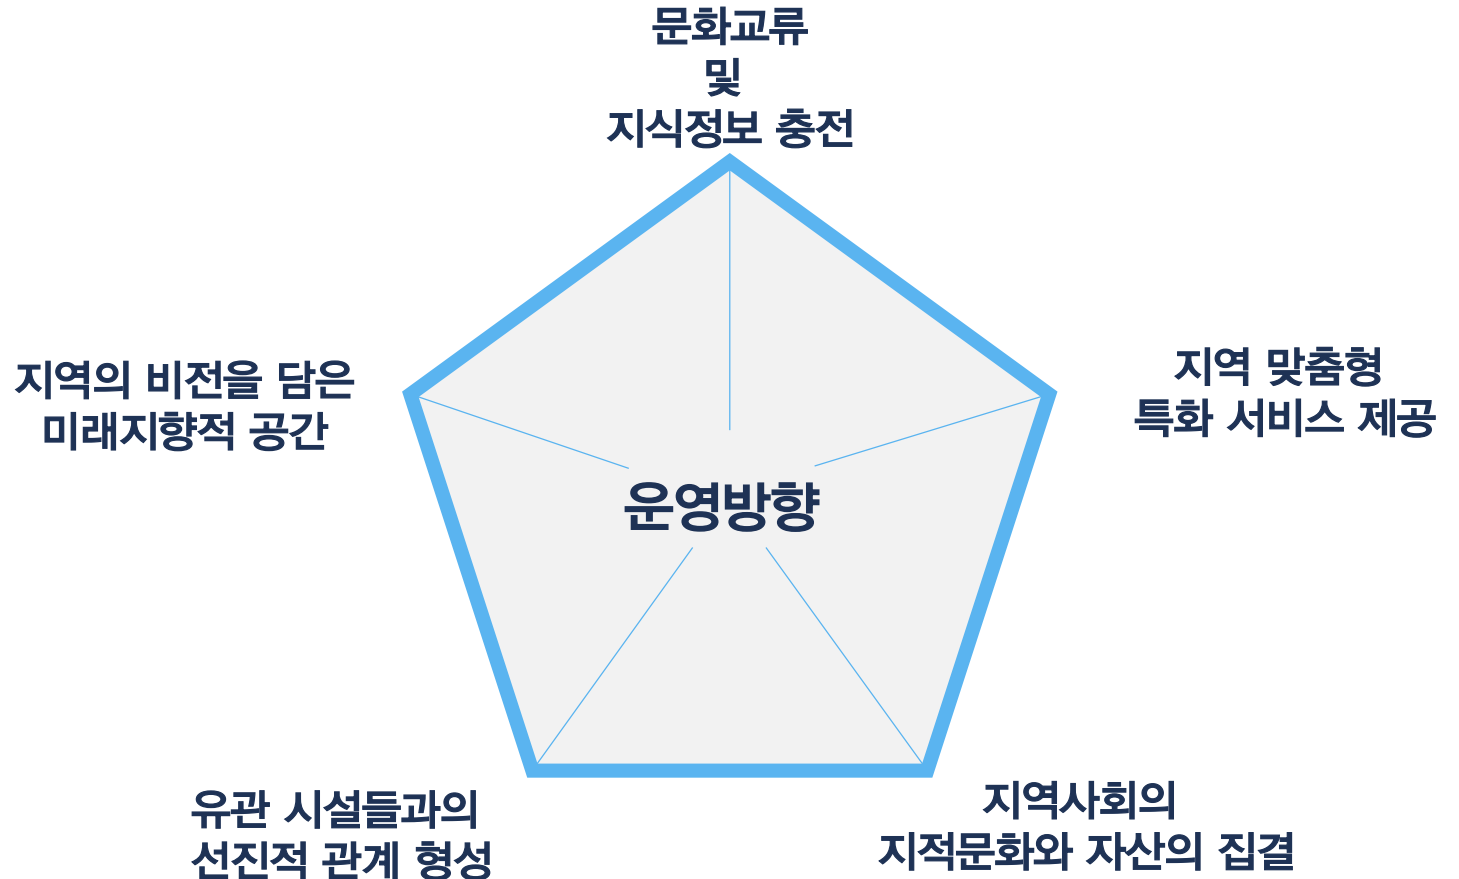 문화교류
및
지식정보 충전
지역 맞춤형
특화 서비스 제공
지역의 비전을 담은
미래지향적 공간
운영방향
유관 시설들과의
선진적 관계 형성
지역사회의
지적문화와 자산의 집결